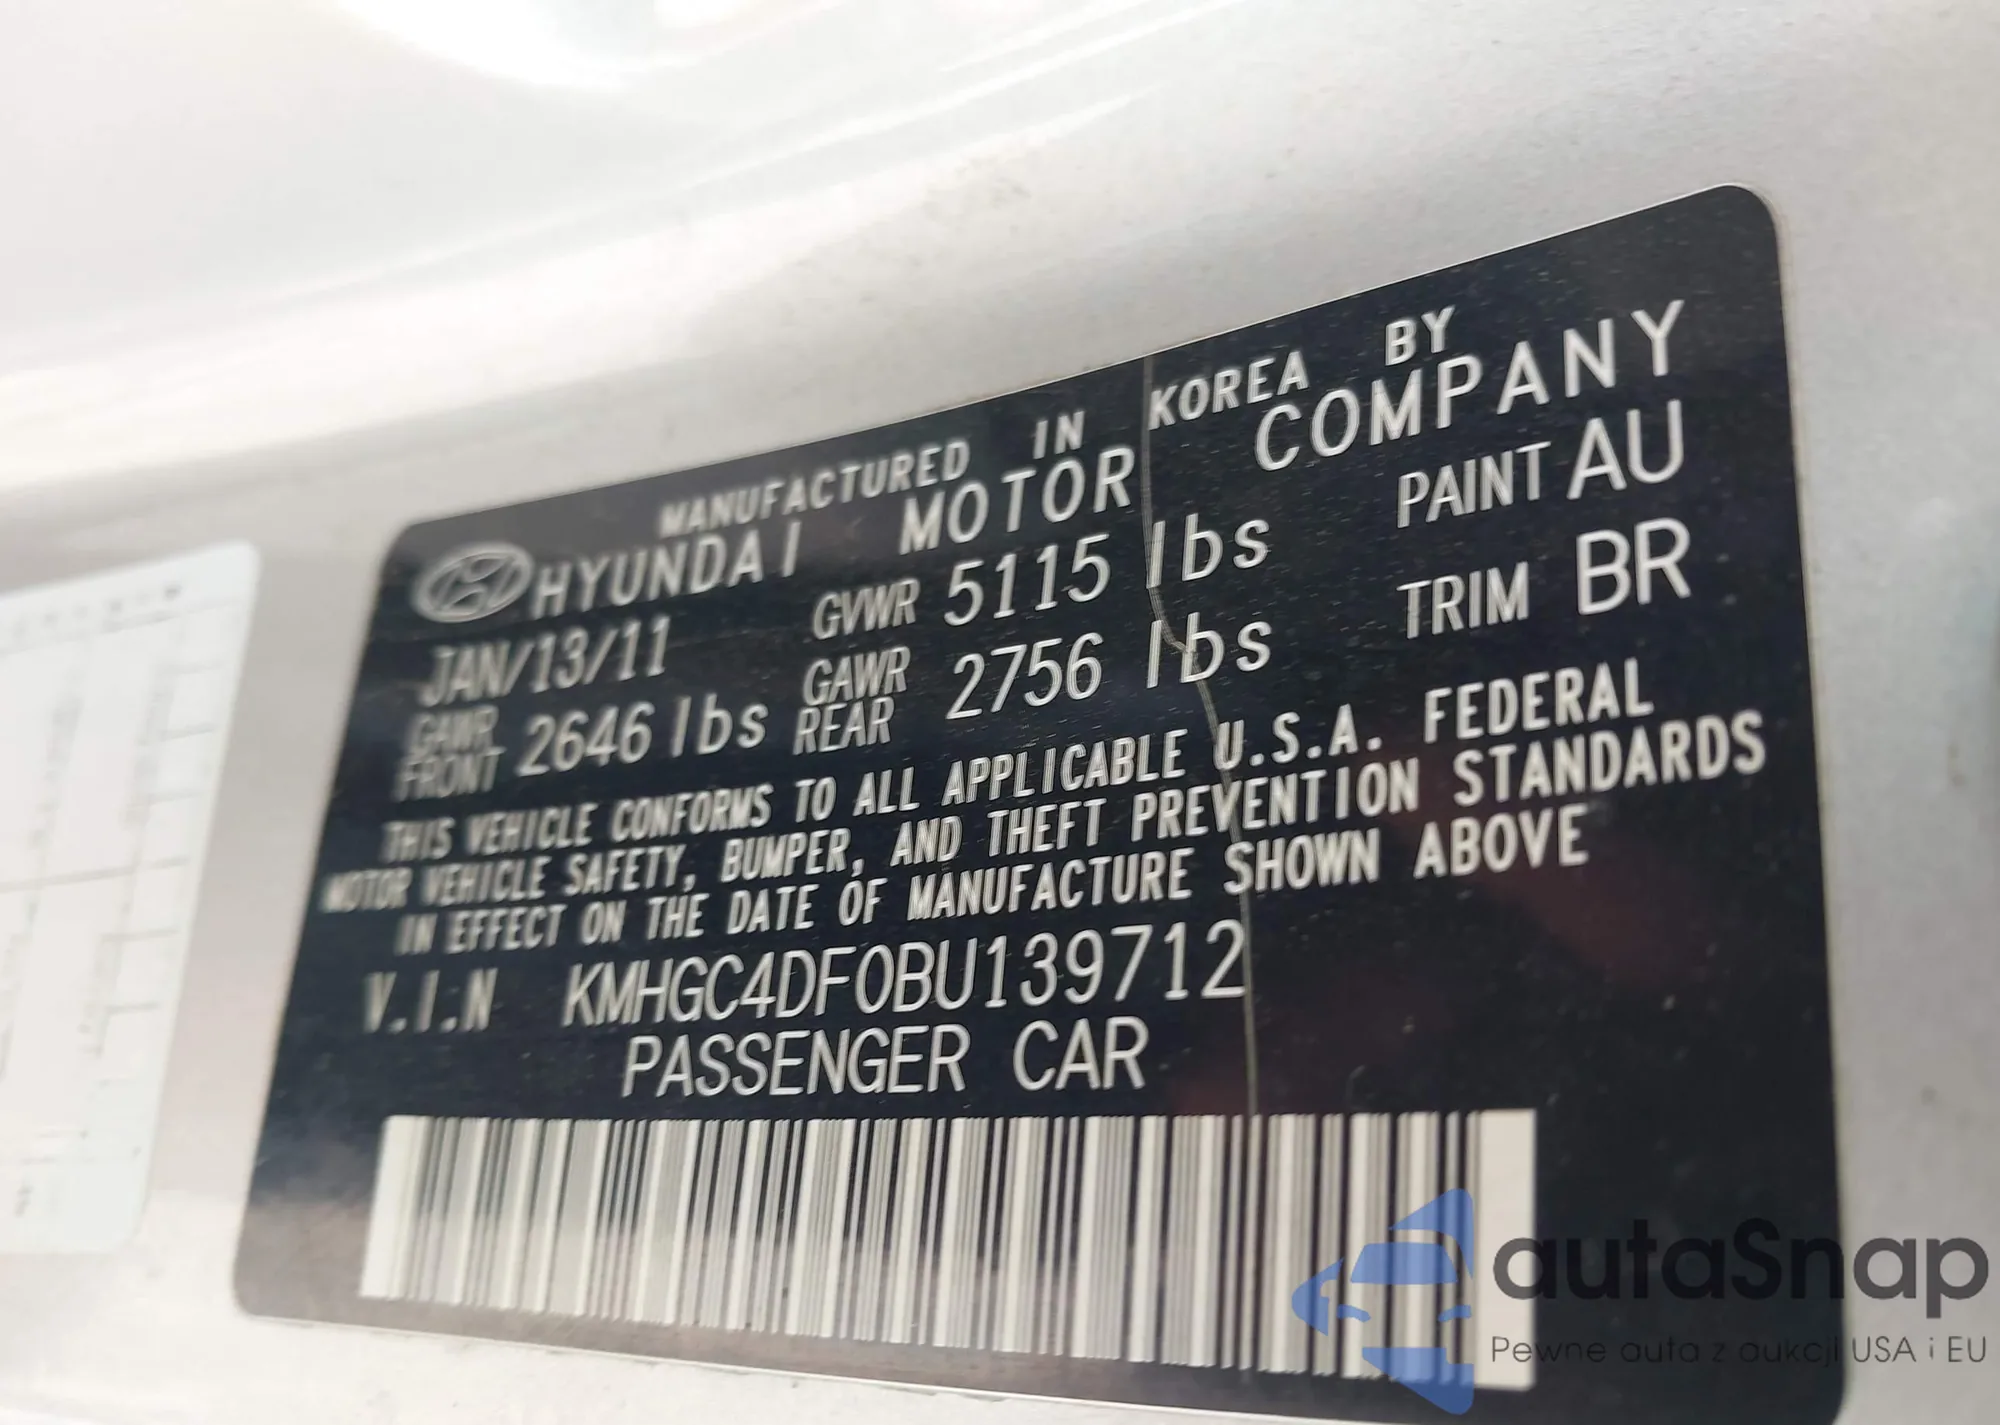 MANUFACTURED IN KOREA BY
HYUNDAI MOTOR COMPANY
JAN/13/11 GVWR 5115 lbs PAINT AU
GAWR FRONT 2646 lbs GAWR REAR 2756 lbs TRIM BR
THIS VEHICLE CONFORMS TO ALL APPLICABLE U.S.A. FEDERAL
MOTOR VEHICLE SAFETY, BUMPER, AND THEFT PREVENTION STANDARDS
IN EFFECT ON THE DATE OF MANUFACTURE SHOWN ABOVE
V.I.N KMHGC4DF0BU139712
PASSENGER CAR
autaSnap
Pewne auta z aukcji USA i EU